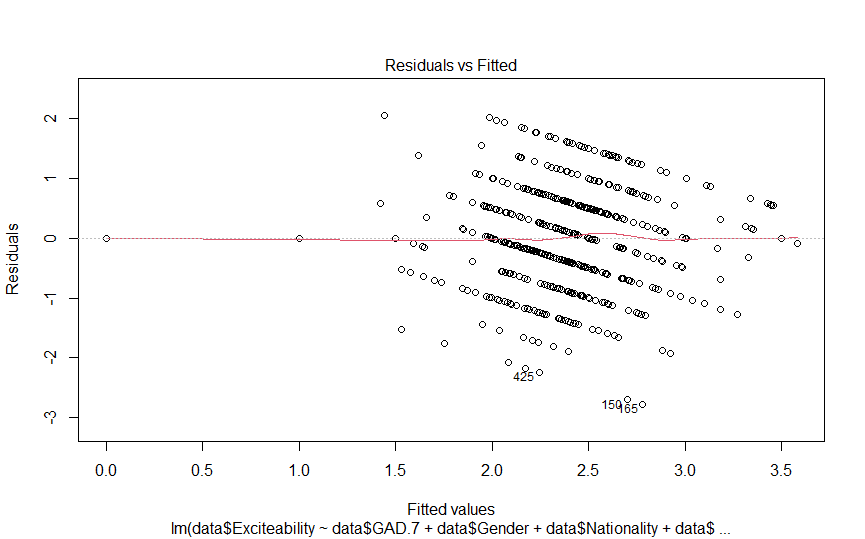 Residuals vs Fitted
2
1
0
-1
-2
-3
Residuals
425
150
165
0.0 0.5 1.0 1.5 2.0 2.5 3.0 3.5
Fitted values
lm(data$Exciteability ~ data$GAD.7 + data$Gender + data$Nationality + data$ ...